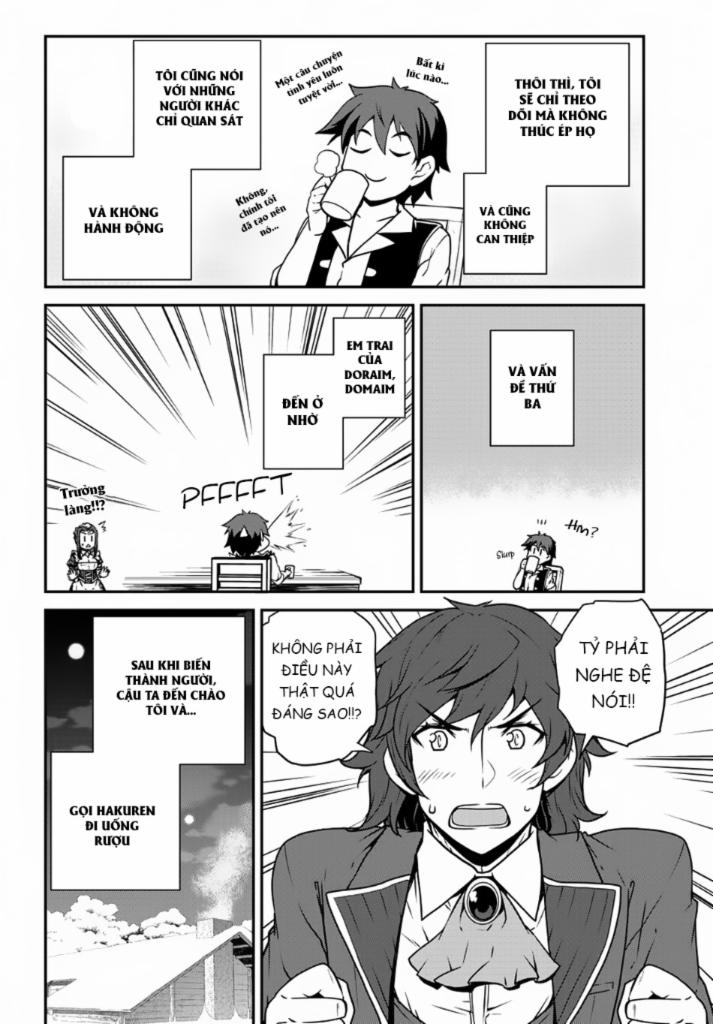 THÔI THÌ, TÔI
SẼ CHỈ THEO
DÕI MÀ KHÔNG
THÚC ÉP HỌ
VÀ CŨNG
KHÔNG
CAN THIỆP
Bất kì
lúc nào...
Một câu chuyện
tình yêu luôn
tuyệt vời...
TÔI CŨNG NÓI
VỚI NHỮNG
NGƯỜI KHÁC
CHỈ QUAN SÁT
VÀ KHÔNG
HÀNH ĐỘNG
Không,
chính tôi
đã tạo nên
nó...
VÀ VẤN
ĐỀ THỨ
BA
HM?
Slurp
EM TRAI
CỦA
DORAIM,
DOMAIM
ĐẾN Ở
NHỜ
PFFFFFT
Trưởng
làng!!?
TỶ PHẢI
NGHE ĐỆ
NÓI!!
KHÔNG PHẢI
ĐIỀU NÀY
THẬT QUÁ
ĐÁNG SAO!!?
SAU KHI BIẾN
THÀNH NGƯỜI,
CẬU TA ĐẾN CHÀO
TÔI VÀ...
GỌI HAKUREN
ĐI UỐNG
RƯỢU